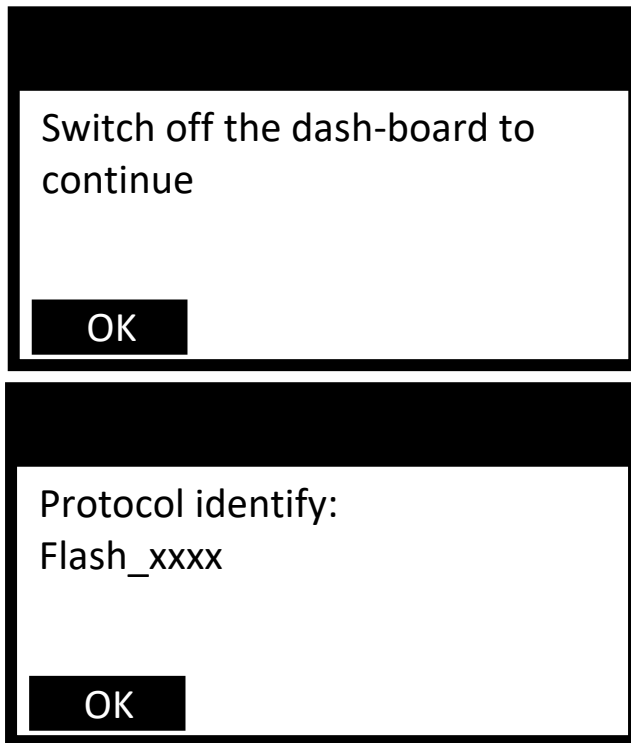 Switch off the dash-board to
continue
OK
Protocol identify:
Flash_xxxx
OK